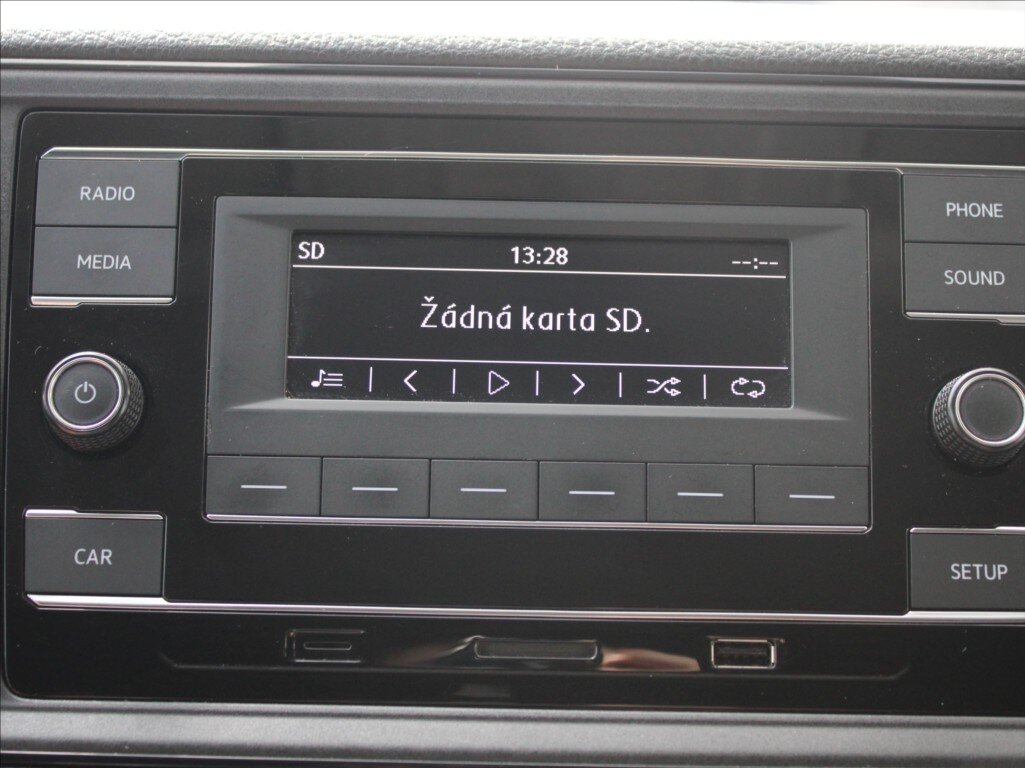 RADIO
PHONE
SD 13:28 --:--
MEDIA
SOUND
Žádná karta SD.
CAR
SETUP